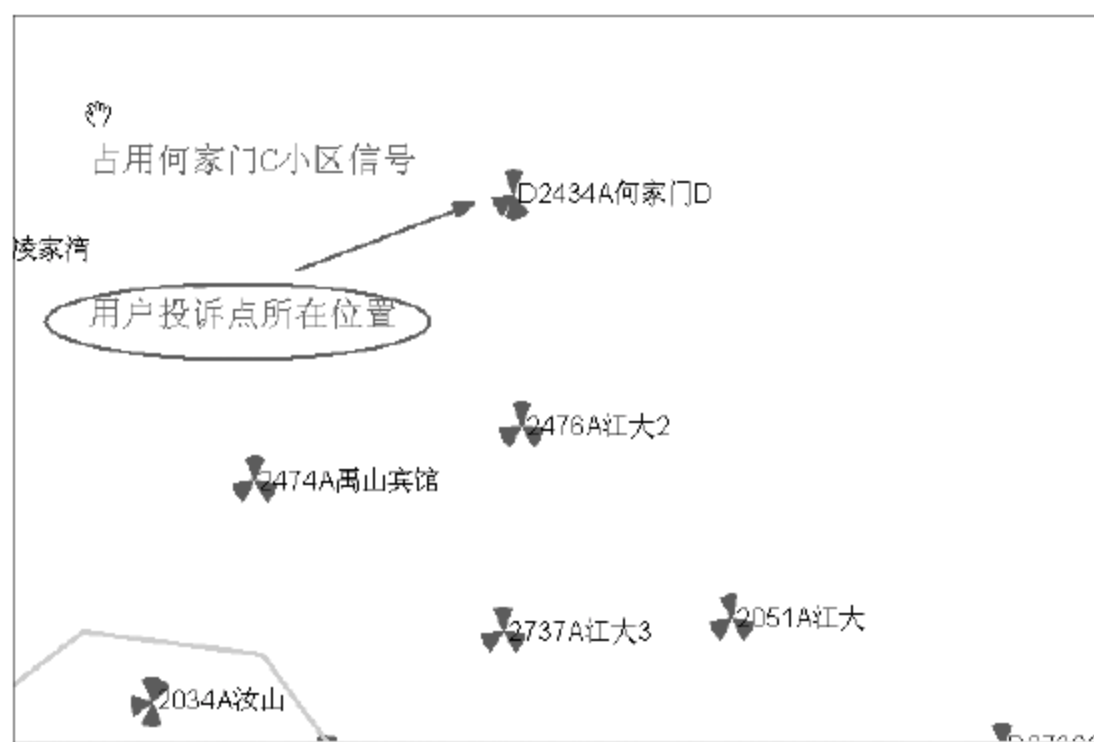 占用何家门C小区信号
D2434A何家门D
凌家湾
用户投诉点所在位置
2476A江大2
2474A禹山宾馆
2737A江大3
2051A江大
2034A汝山